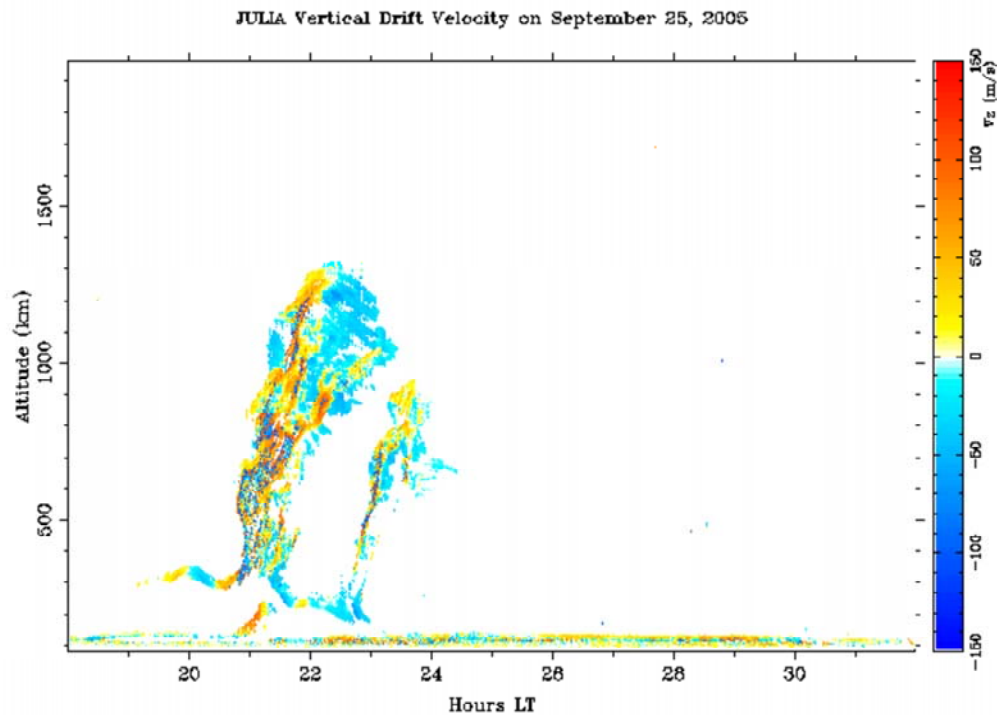 JULIA Vertical Drift Velocity on September 25, 2005
Altitude (km)
1500
1000
500
20 22 24 26 28 30
Hours LT
150
100
50
0
−50
−100
−150
Vz (m/s)